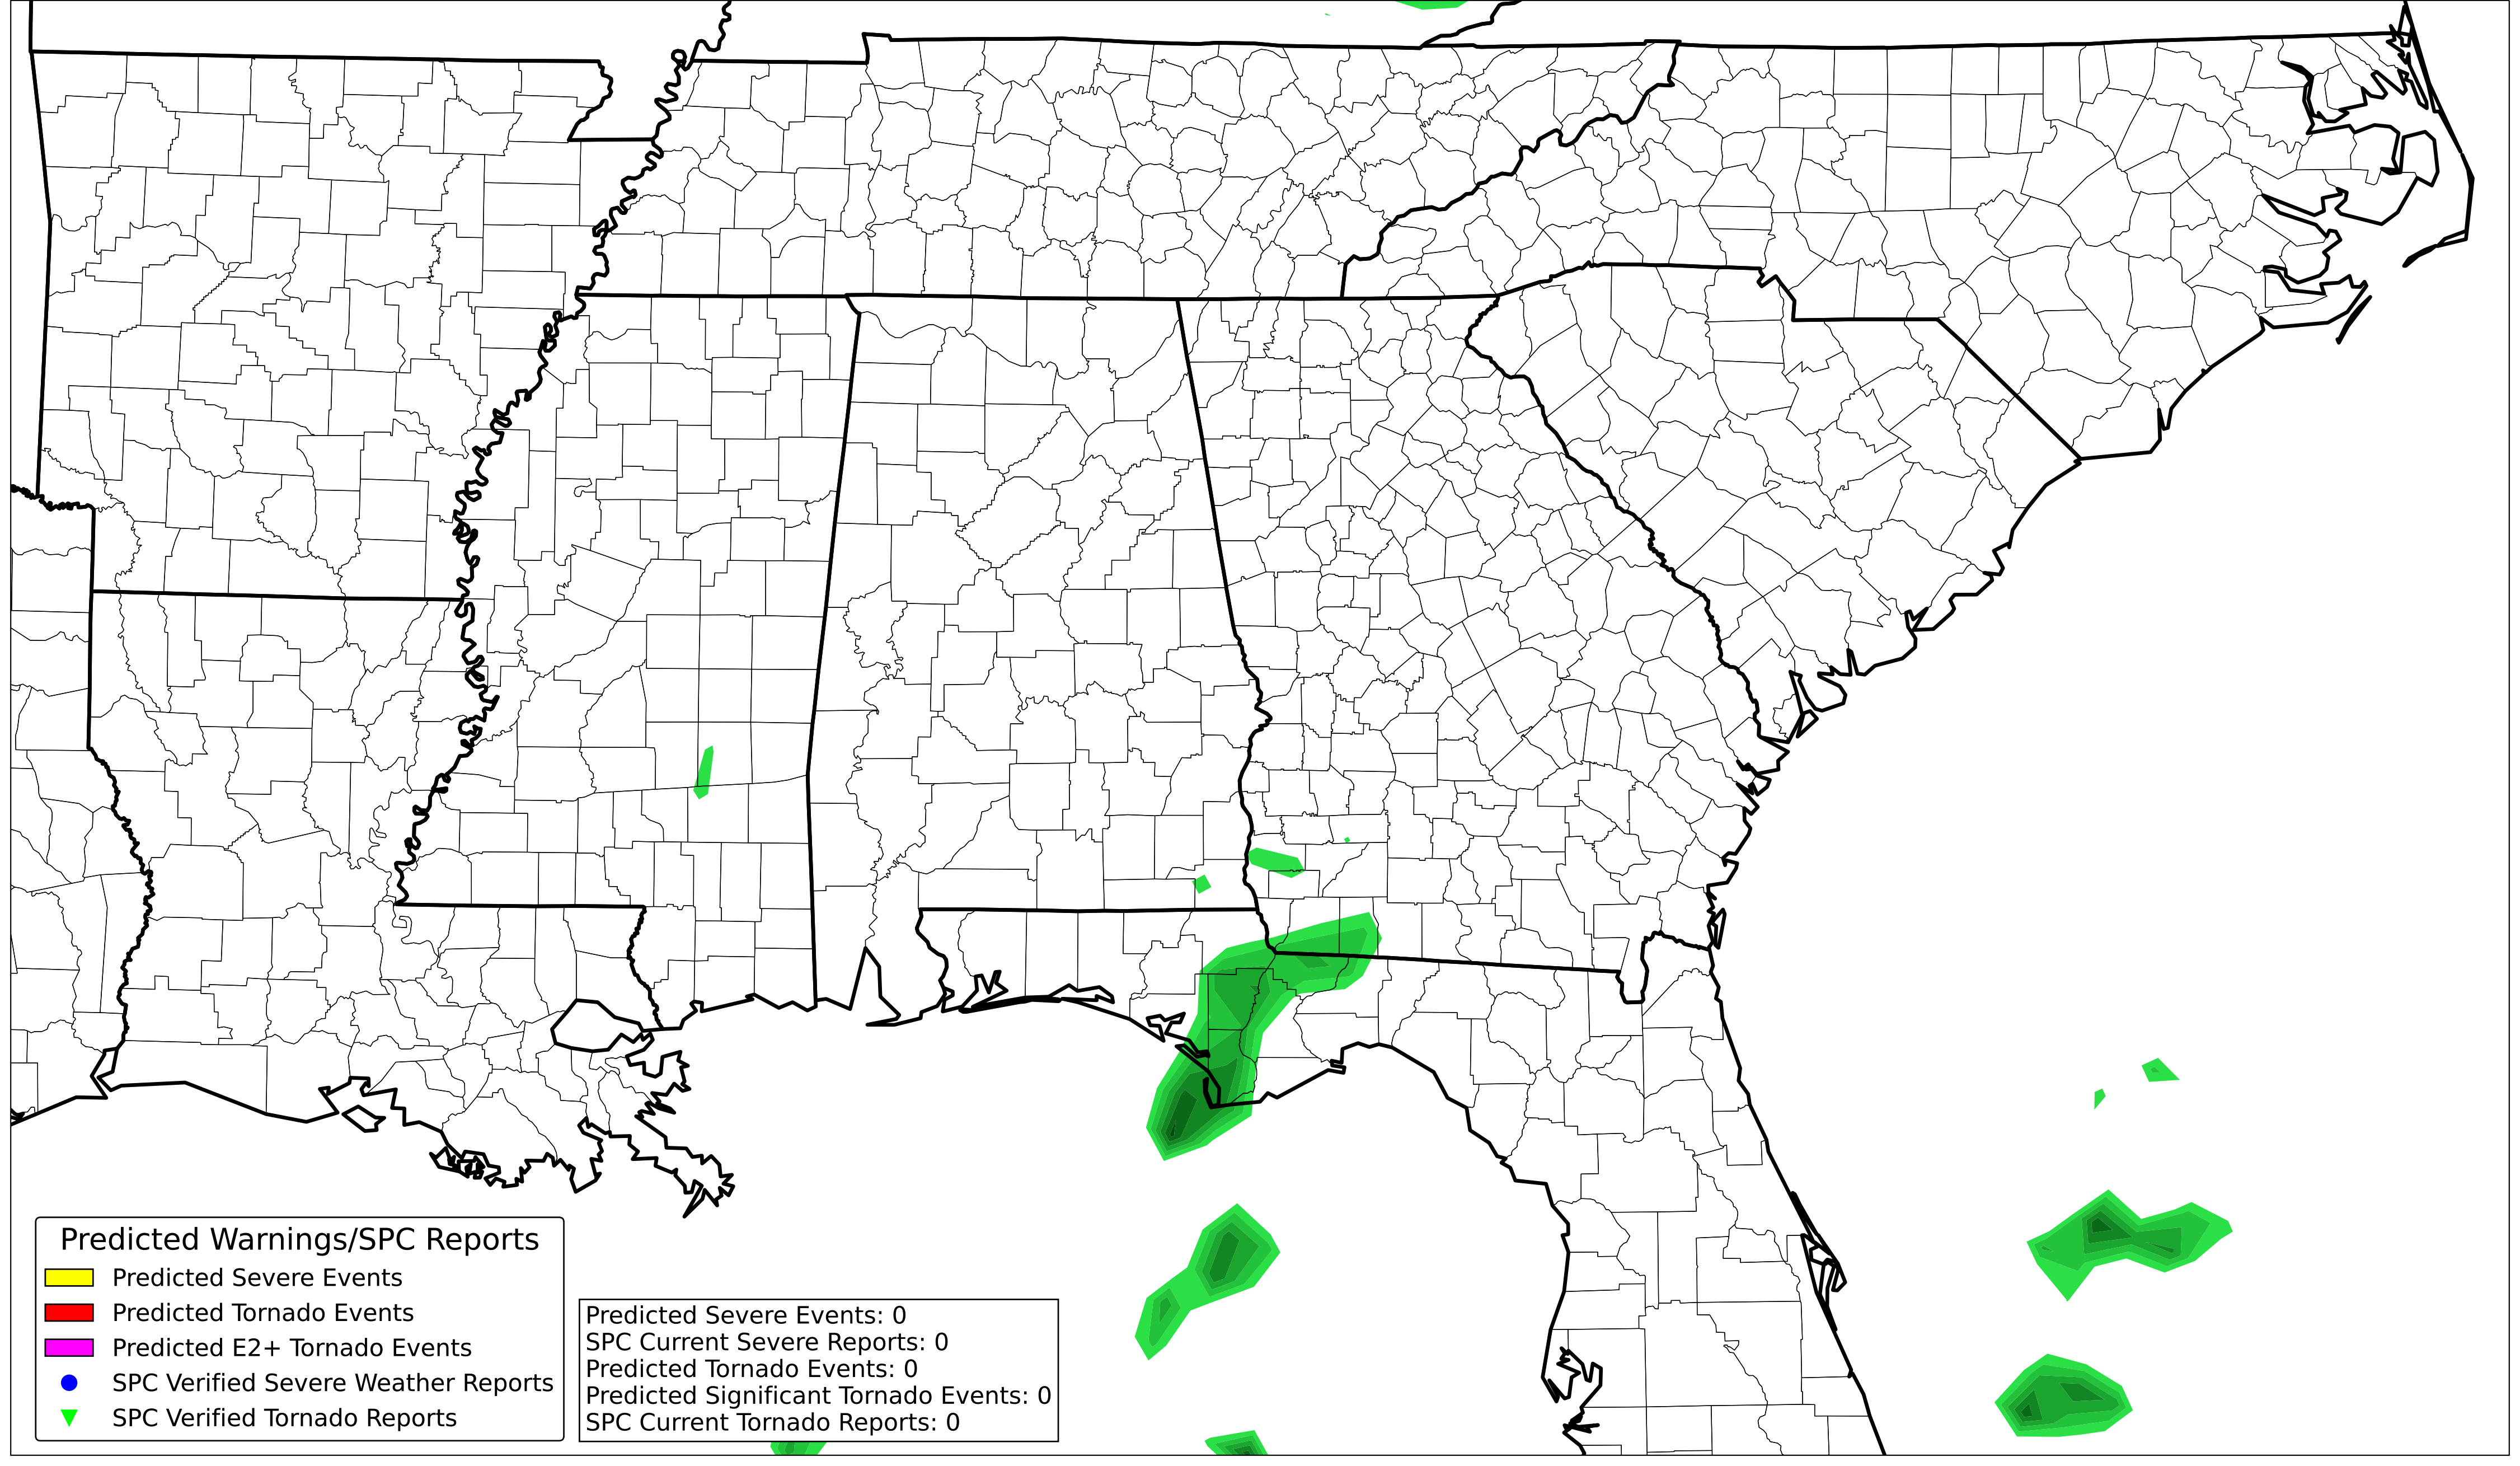 Predicted Warnings/SPC Reports
Predicted Severe Events
Predicted Tornado Events
Predicted E2+ Tornado Events
SPC Verified Severe Weather Reports
SPC Verified Tornado Reports
Predicted Severe Events: 0
SPC Current Severe Reports: 0
Predicted Tornado Events: 0
Predicted Significant Tornado Events: 0
SPC Current Tornado Reports: 0